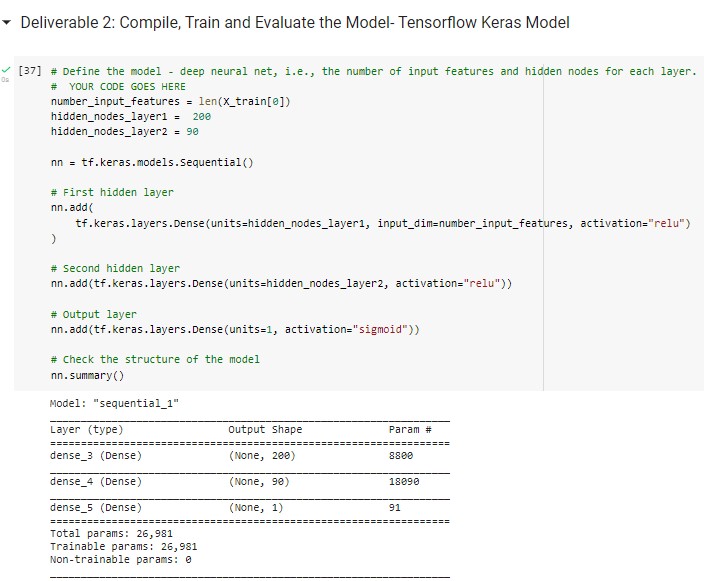 Deliverable 2: Compile, Train and Evaluate the Model- Tensorflow Keras Model
[37] # Define the model - deep neural net, i.e., the number of input features and hidden nodes for each layer.
0s
# YOUR CODE GOES HERE
number_input_features = len(X_train[0])
hidden_nodes_layer1 = 200
hidden_nodes_layer2 = 90
nn = tf.keras.models.Sequential()
# First hidden layer
nn.add(
tf.keras.layers.Dense(units=hidden_nodes_layer1, input_dim=number_input_features, activation="relu")
)
# Second hidden layer
nn.add(tf.keras.layers.Dense(units=hidden_nodes_layer2, activation="relu"))
# Output layer
nn.add(tf.keras.layers.Dense(units=1, activation="sigmoid"))
# Check the structure of the model
nn.summary()
Model: "sequential_1"
Layer (type) Output Shape Param #
=================================================================
dense_3 (Dense) (None, 200) 8800
dense_4 (Dense) (None, 90) 18090
dense_5 (Dense) (None, 1) 91
=================================================================
Total params: 26,981
Trainable params: 26,981
Non-trainable params: 0